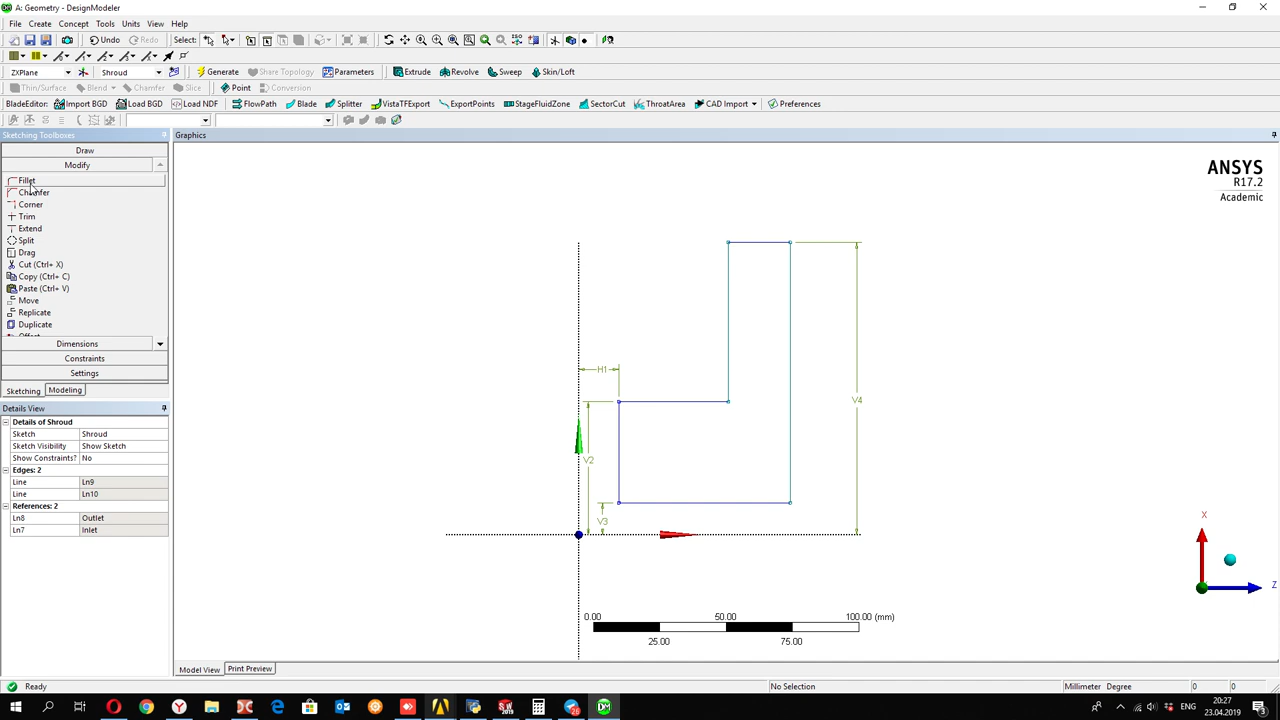 A: Geometry - DesignModeler
File Create Concept Tools Units View Help
Undo Redo Select:
ZXPlane Shroud Generate Share Topology Parameters Extrude Revolve Sweep Skin/Loft
Thin/Surface Blend Chamfer Slice Point Conversion
BladeEditor: Import BGD Load BGD Load NDF FlowPath Blade Splitter VistaTFExport ExportPoints StageFluidZone SectorCut ThroatArea CAD Import Preferences
Sketching Toolboxes
Graphics
Draw
Modify
Fillet
Chamfer
Corner
Trim
Extend
Split
Drag
Cut (Ctrl+ X)
Copy (Ctrl+ C)
Paste (Ctrl+ V)
Move
Replicate
Duplicate
Dimensions
Constraints
Settings
Sketching Modeling
Details View
Details of Shroud
Sketch Shroud
Sketch Visibility Show Sketch
Show Constraints? No
Edges: 2
Line Ln9
Line Ln10
References: 2
Ln8 Outlet
Ln7 Inlet
ANSYS
R17.2
Academic
H1
V4
V2
V3
X
Z
0.00 50.00 100.00 (mm)
25.00 75.00
Model View Print Preview
Ready No Selection Millimeter Degree 0 0
20:27
23.04.2019